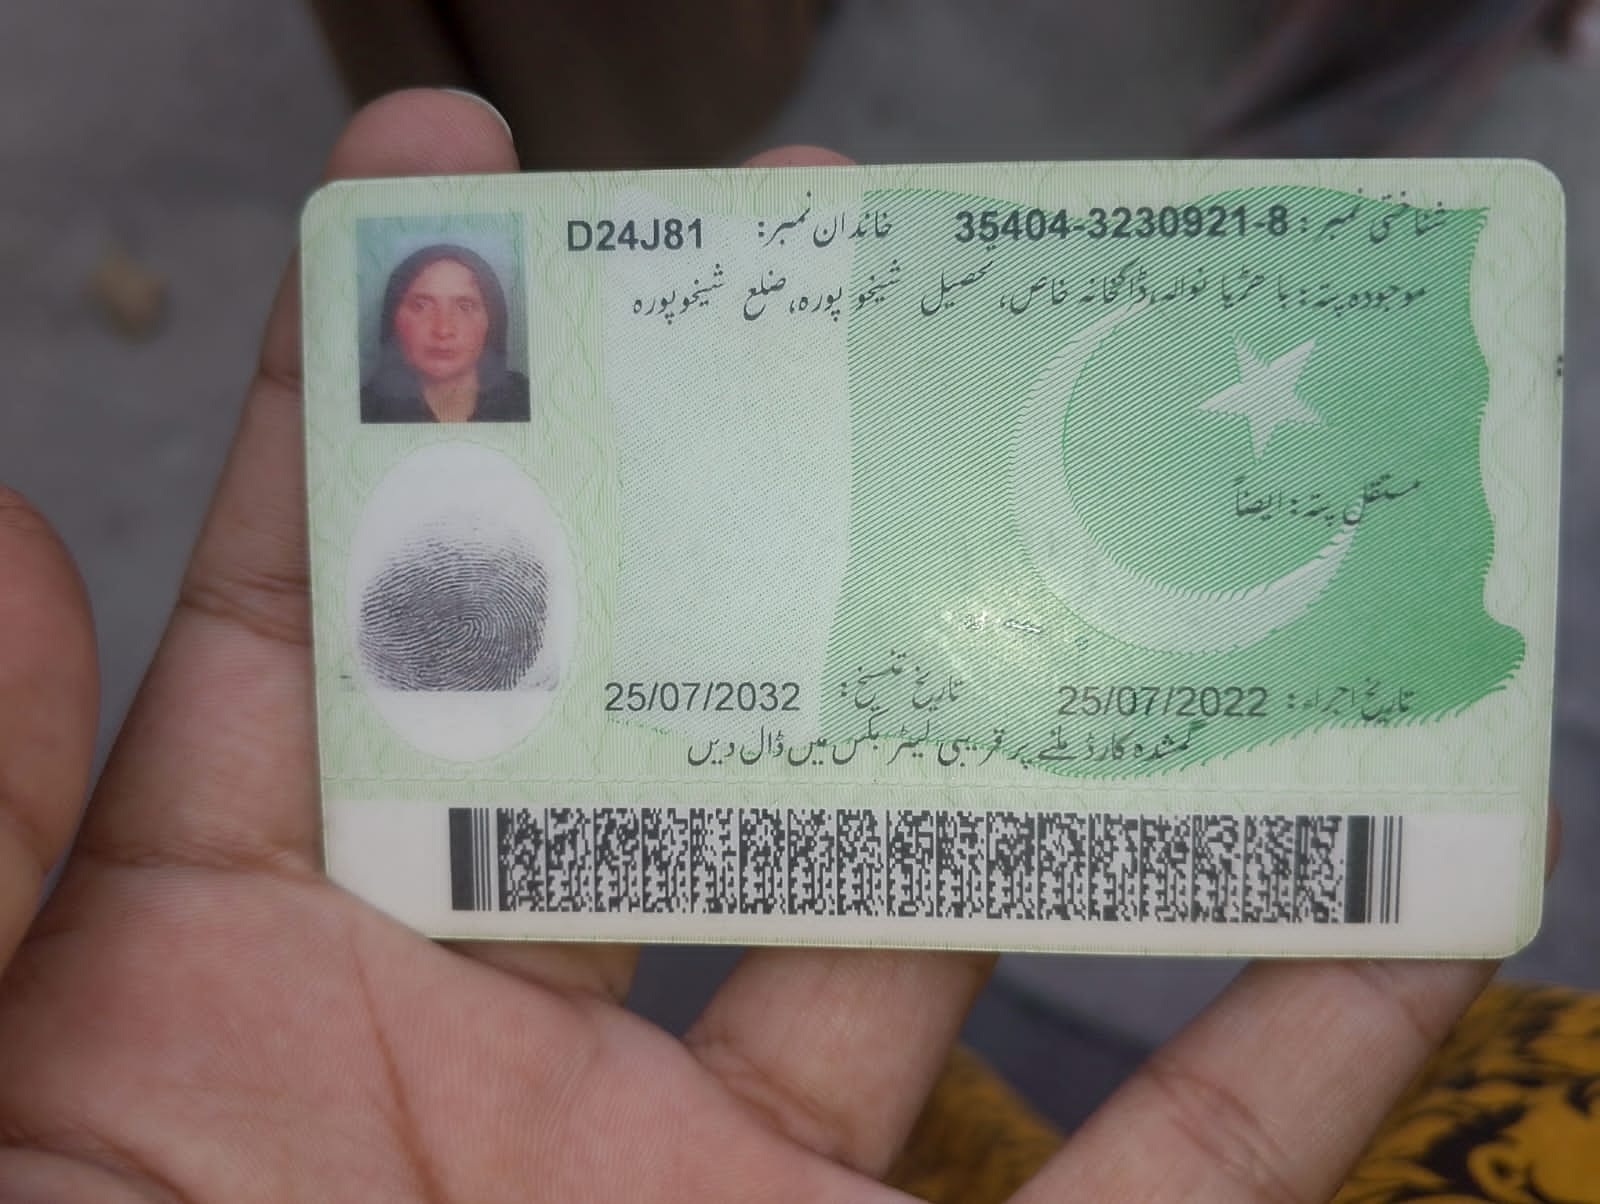 شناختی نمبر: 35404-3230921-8 خاندان نمبر: D24J81
موجودہ پتہ: باھڑیا نوالہ، ڈاکخانہ خاص، تحصیل شیخوپورہ، ضلع شیخوپورہ
مستقل پتہ: ایضاً
تاریخ اجراء: 25/07/2022 تاریخ تنسیخ: 25/07/2032
گمشدہ کارڈ ملنے پر قریبی لیٹر بکس میں ڈال دیں